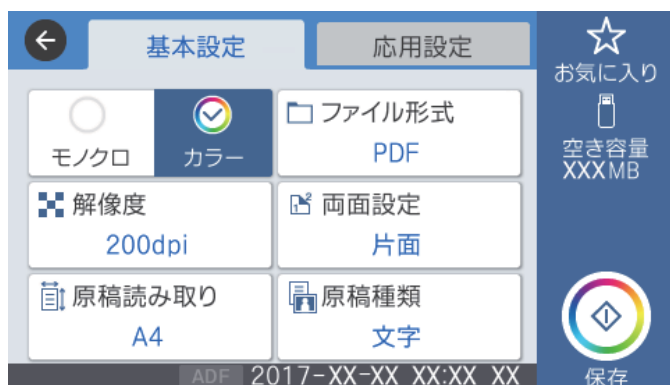 基本設定
応用設定
お気に入り
空き容量
XXXMB
モノクロ
カラー
ファイル形式
PDF
解像度
200dpi
両面設定
片面
原稿読み取り
A4
原稿種類
文字
保存
ADF 2017-XX-XX XX:XX XX